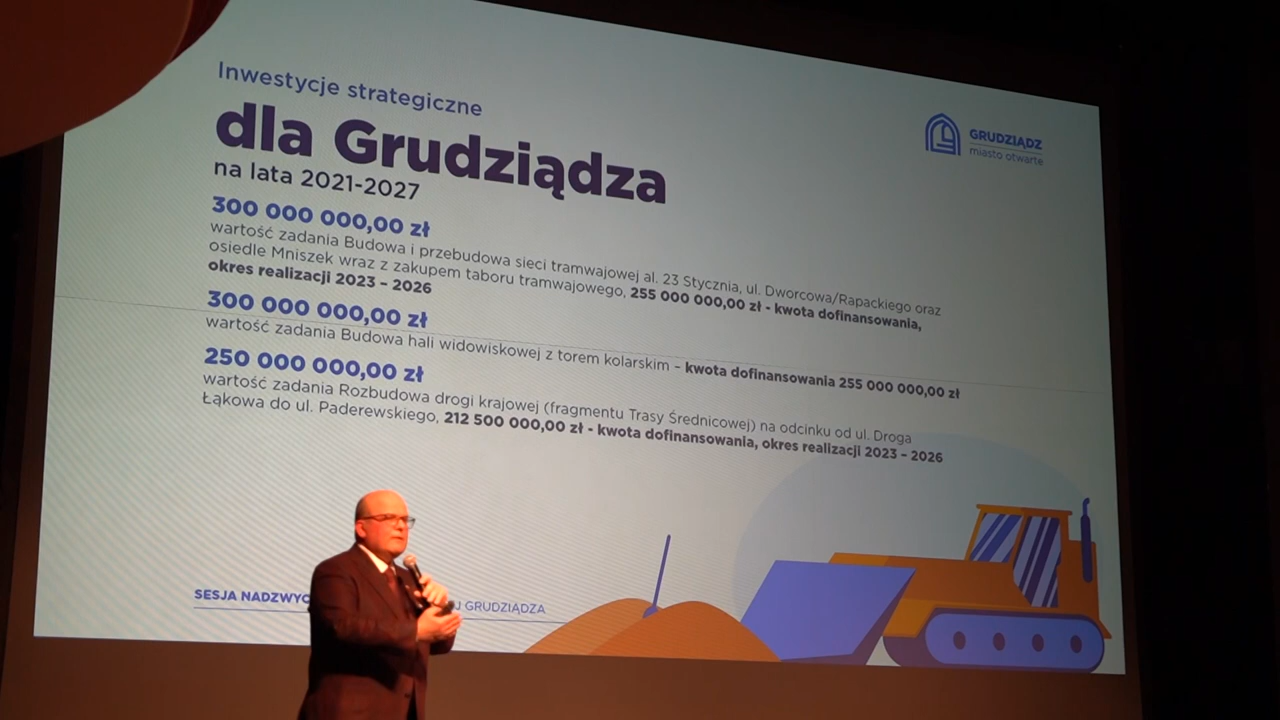 Inwestycje strategiczne
dla Grudziądza
na lata 2021-2027
GRUDZIĄDZ
miasto otwarte
300 000 000,00 zł
wartość zadania Budowa i przebudowa sieci tramwajowej al. 23 Stycznia, ul. Dworcowa/Rapackiego oraz
osiedle Mniszek wraz z zakupem taboru tramwajowego, 255 000 000,00 zł - kwota dofinansowania,
okres realizacji 2023 – 2026
300 000 000,00 zł
wartość zadania Budowa hali widowiskowej z torem kolarskim – kwota dofinansowania 255 000 000,00 zł
250 000 000,00 zł
wartość zadania Rozbudowa drogi krajowej (fragmentu Trasy Średnicowej) na odcinku od ul. Droga
Łąkowa do ul. Paderewskiego, 212 500 000,00 zł - kwota dofinansowania, okres realizacji 2023 – 2026
SESJA GRUDZIĄDZA